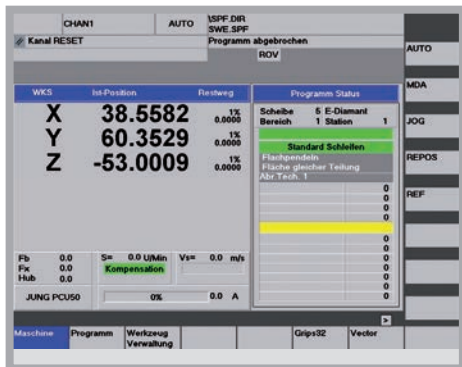 CHAN1 AUTO \SPF.DIR
SWE.SPF
Kanal RESET Programm abgebrochen
ROV
AUTO
MDA
JOG
REPOS
REF
WKS Ist-Position Restweg
X 38.5582 1% 0.0000
Y 60.3529 1% 0.0000
Z -53.0009 1% 0.0000
Programm Status
Scheibe 5 E-Diamant
Bereich 1 Station 1
Standard Schleifen
Flachpendeln
Fläche gleicher Teilung
Abr.Tech. 1
0
0
0
0
0
0
0
0
0
0
Fb 0.0 S= 0.0 U/Min Vs= 0.0 m/s
Fx 0.0 Kompensation
Hub 0.0
JUNG PCU50 0% 0.0 A
>
Maschine Programm Werkzeug Verwaltung Grips32 Vector